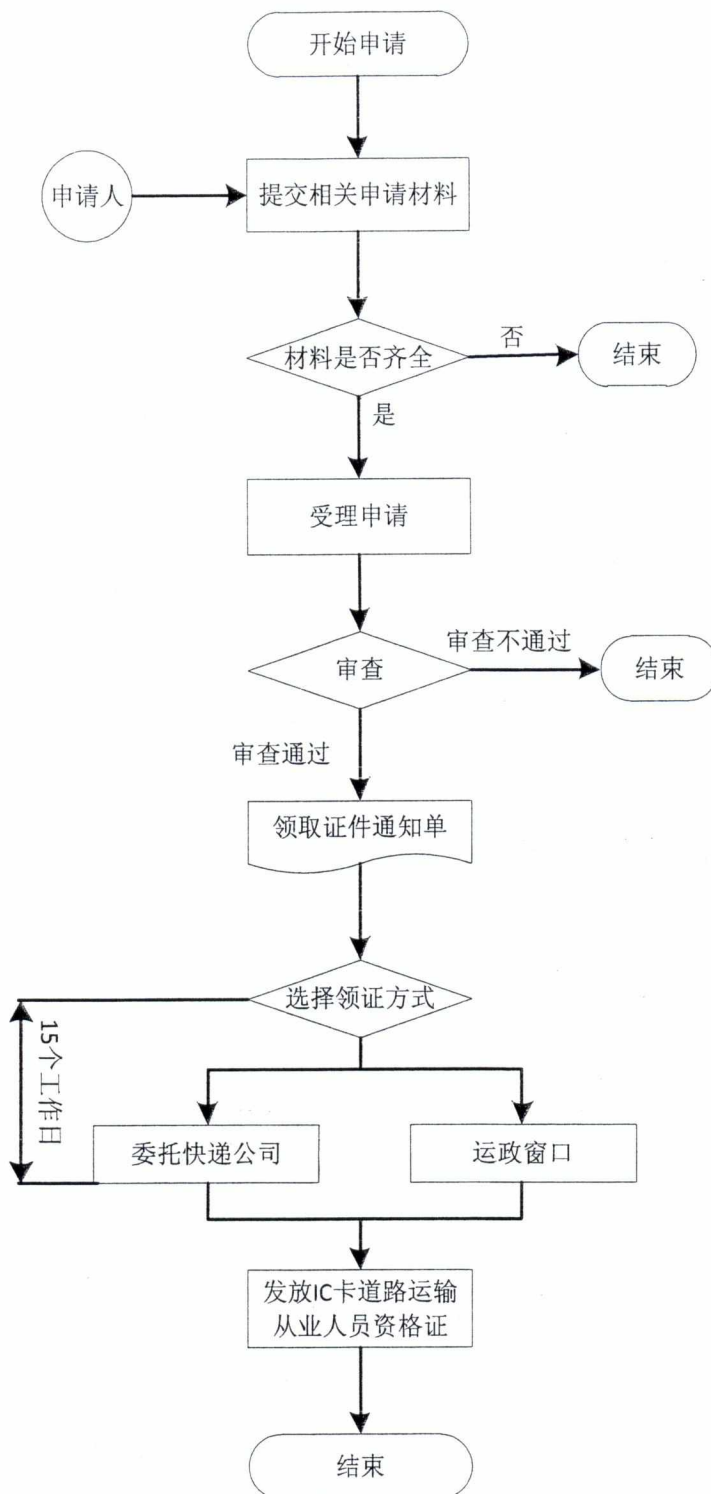 开始申请
申请人
提交相关申请材料
材料是否齐全
否
结束
是
受理申请
审查
审查不通过
结束
审查通过
领取证件通知单
选择领证方式
15个工作日
委托快递公司
运政窗口
发放IC卡道路运输
从业人员资格证
结束